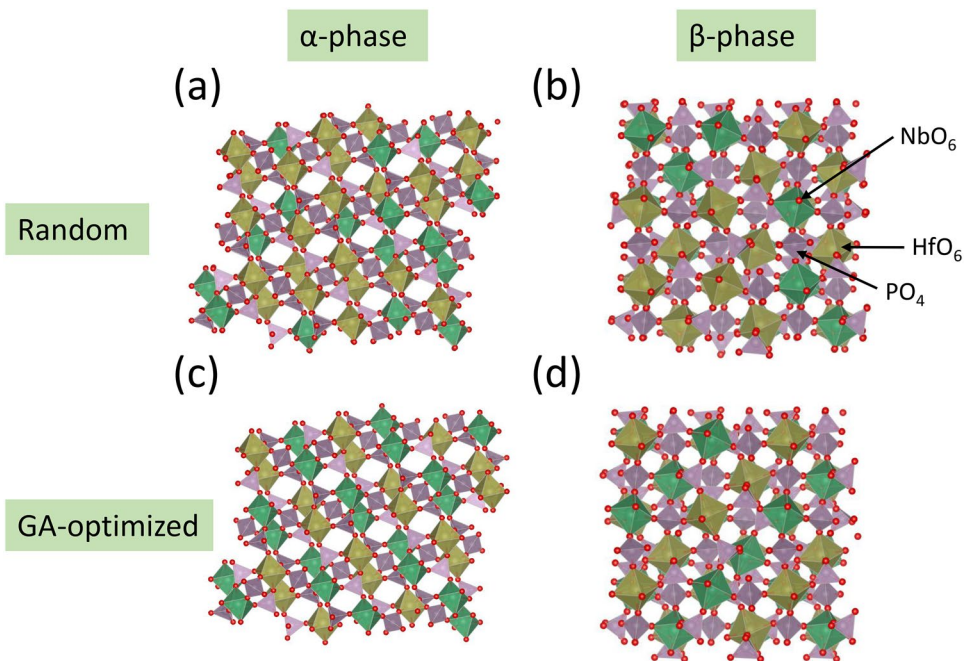 α-phase
β-phase
(a)
(b)
NbO₆
Random
HfO₆
PO₄
(c)
(d)
GA-optimized